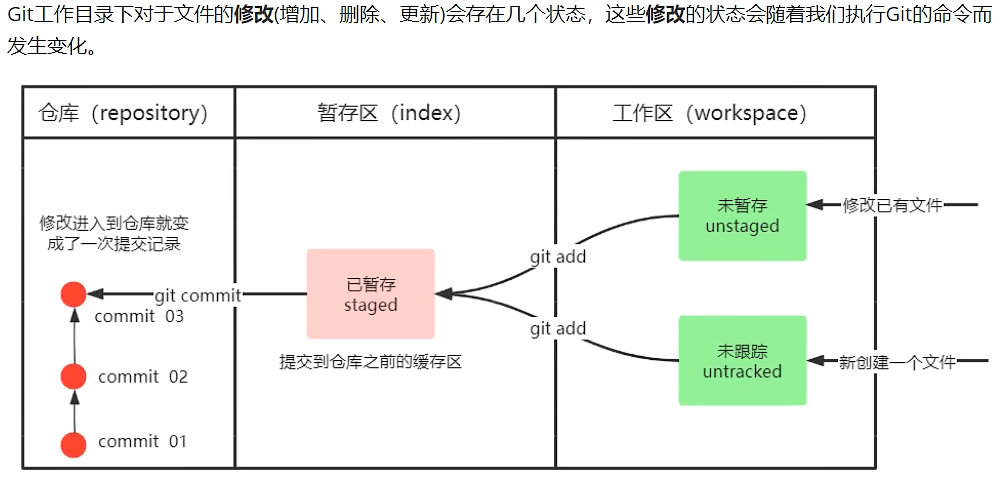 Git工作目录下对于文件的修改(增加、删除、更新)会存在几个状态，这些修改的状态会随着我们执行Git的命令而
发生变化。
仓库（repository）
暂存区（index）
工作区（workspace）
修改进入到仓库就变
成了一次提交记录
git commit
commit 03
commit 02
commit 01
已暂存
staged
提交到仓库之前的缓存区
git add
git add
未暂存
unstaged
修改已有文件
未跟踪
untracked
新创建一个文件